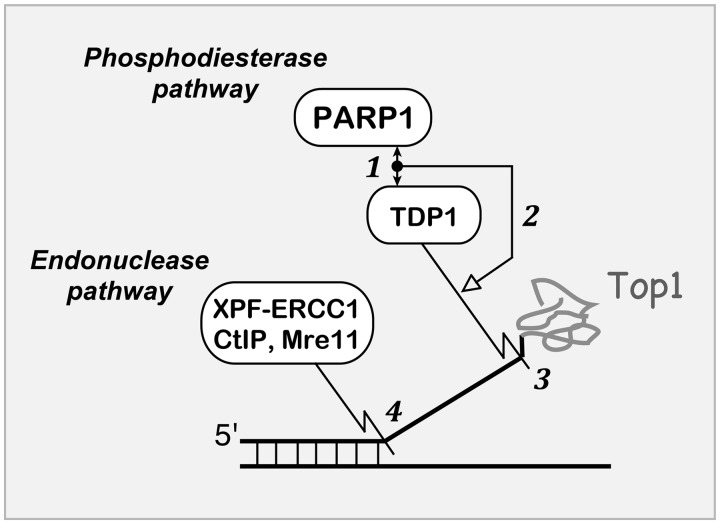 Phosphodiesterase
pathway
PARP1
1
TDP1
2
Endonuclease
pathway
XPF-ERCC1
CtIP, Mre11
Top1
3
4
5'